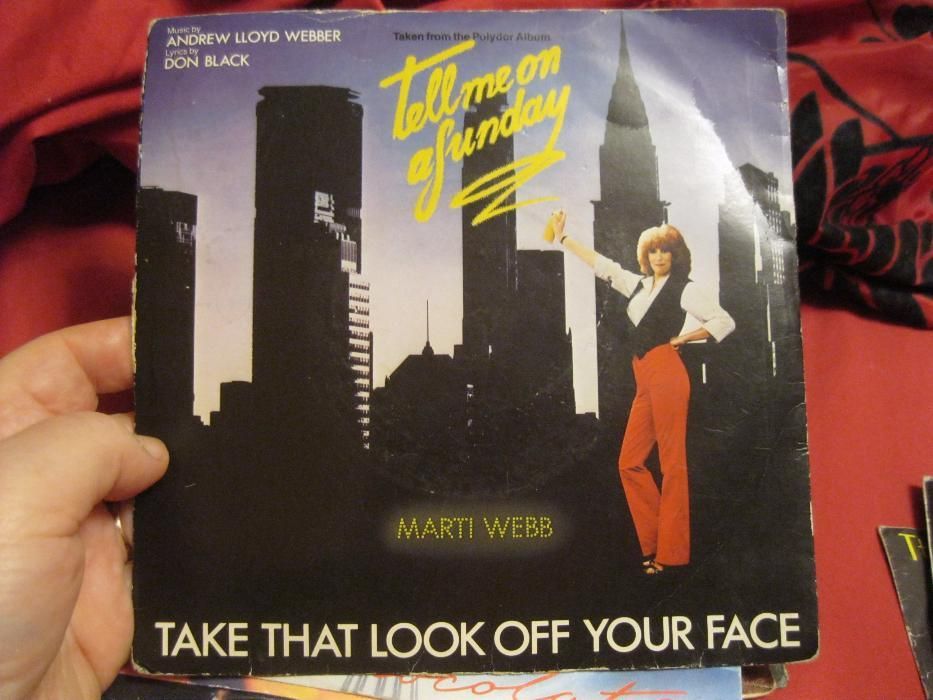 Music by
ANDREW LLOYD WEBBER
Lyrics by
DON BLACK
Taken from the Polydor Album
Tell me on
a Sunday
MARTI WEBB
TAKE THAT LOOK OFF YOUR FACE